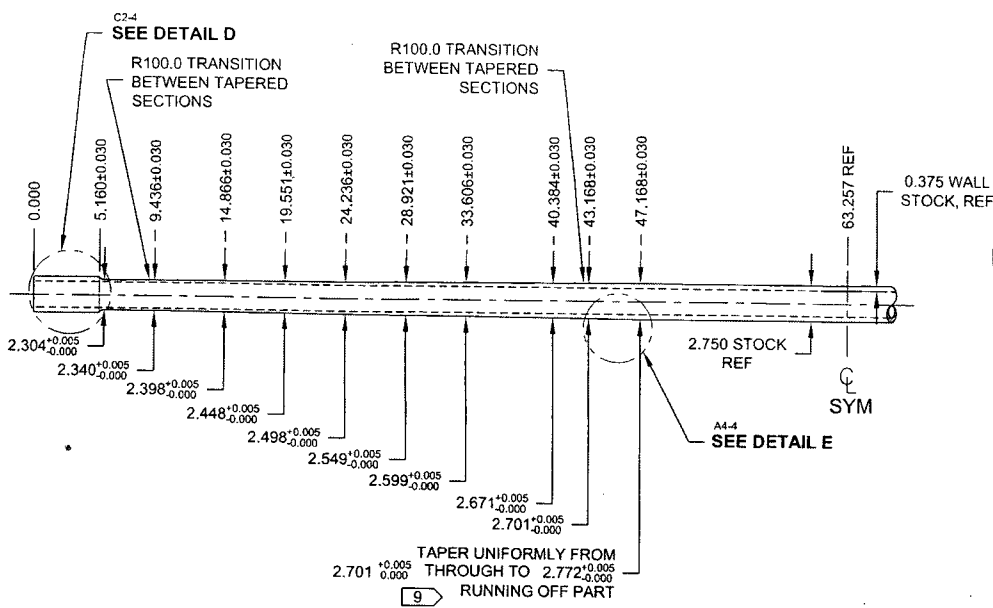 C2-4
SEE DETAIL D
R100.0 TRANSITION
BETWEEN TAPERED
SECTIONS
R100.0 TRANSITION
BETWEEN TAPERED
SECTIONS
0.000
5.160±0.030
9.436±0.030
14.866±0.030
19.551±0.030
24.236±0.030
28.921±0.030
33.606±0.030
40.384±0.030
43.168±0.030
47.168±0.030
63.257 REF
0.375 WALL
STOCK, REF
2.304 +0.005 -0.000
2.340 +0.005 -0.000
2.398 +0.005 -0.000
2.448 +0.005 -0.000
2.498 +0.005 -0.000
2.549 +0.005 -0.000
2.599 +0.005 -0.000
2.671 +0.005 -0.000
2.701 +0.005 -0.000
2.750 STOCK
REF
℄
SYM
A4-4
SEE DETAIL E
TAPER UNIFORMLY FROM
2.701 +0.005 0.000 THROUGH TO 2.772 +0.005 -0.000
9 RUNNING OFF PART